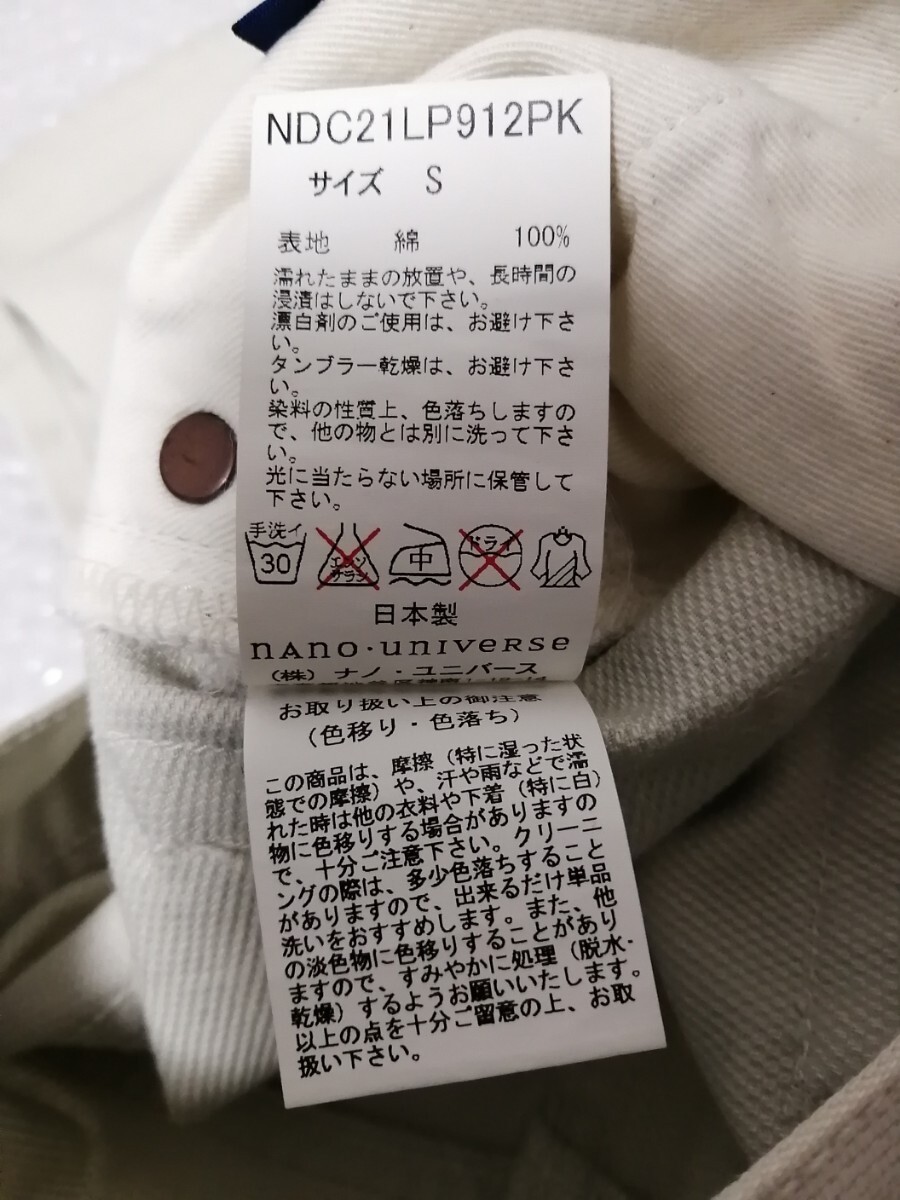 NDC21LP912PK
サイズ S
表地 綿 100%
濡れたままの放置や、長時間の
浸漬はしないで下さい。
漂白剤のご使用は、お避け下さ
い。
タンブラー乾燥は、お避け下さ
い。
染料の性質上、色落ちしますの
で、他の物とは別に洗って下さ
い。
光に当たらない場所に保管して
下さい。
手洗イ
30 エンソ 中 ドライ
サラシ
日本製
nAno・universe
(株) ナノ・ユニバース
お取り扱い上の御注意
(色移り・色落ち)
この商品は、摩擦(特に湿った状
態での摩擦)や、汗や雨などで濡
れた時は他の衣料や下着(特に白)
物に色移りする場合がありますの
で、十分ご注意下さい。クリーニ
ングの際は、多少色落ちすること
がありますので、出来るだけ単品
洗いをおすすめします。また、他
の淡色物に色移りすることがあり
ますので、すみやかに処理(脱水・
乾燥)するようお願いいたします。
以上の点を十分ご留意の上、お取
扱い下さい。